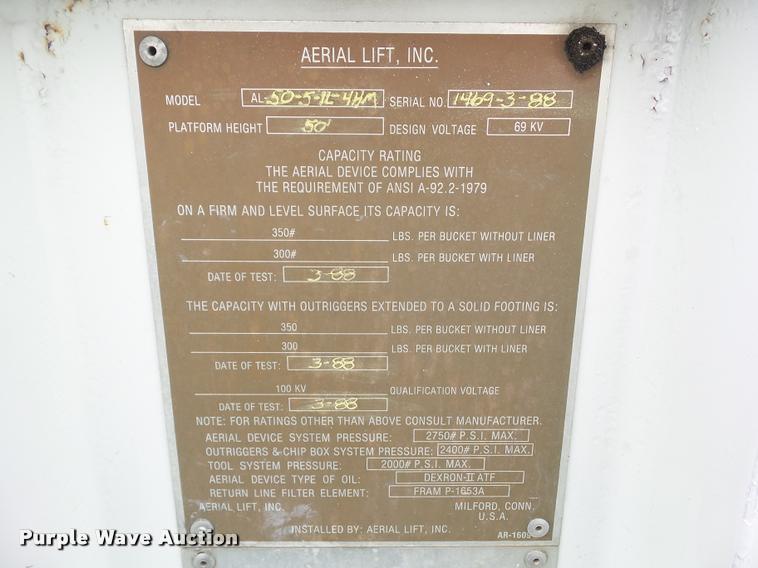 AERIAL LIFT, INC.
MODEL AL-50-5-1L-4HM SERIAL NO. 1469-3-88
PLATFORM HEIGHT 50' DESIGN VOLTAGE 69 KV
CAPACITY RATING
THE AERIAL DEVICE COMPLIES WITH
THE REQUIREMENT OF ANSI A-92.2-1979
ON A FIRM AND LEVEL SURFACE ITS CAPACITY IS:
350# LBS. PER BUCKET WITHOUT LINER
300# LBS. PER BUCKET WITH LINER
DATE OF TEST: 3-88
THE CAPACITY WITH OUTRIGGERS EXTENDED TO A SOLID FOOTING IS:
350 LBS. PER BUCKET WITHOUT LINER
300 LBS. PER BUCKET WITH LINER
DATE OF TEST: 3-88
100 KV QUALIFICATION VOLTAGE
DATE OF TEST: 3-88
NOTE: FOR RATINGS OTHER THAN ABOVE CONSULT MANUFACTURER.
AERIAL DEVICE SYSTEM PRESSURE: 2750# P.S.I. MAX.
OUTRIGGERS & CHIP BOX SYSTEM PRESSURE: 2400# P.S.I. MAX.
TOOL SYSTEM PRESSURE: 2000# P.S.I. MAX.
AERIAL DEVICE TYPE OF OIL: DEXRON-II ATF
RETURN LINE FILTER ELEMENT: FRAM P-1653A
AERIAL LIFT, INC. MILFORD, CONN.
U.S.A.
INSTALLED BY: AERIAL LIFT, INC. AR-1609
Purple Wave Auction